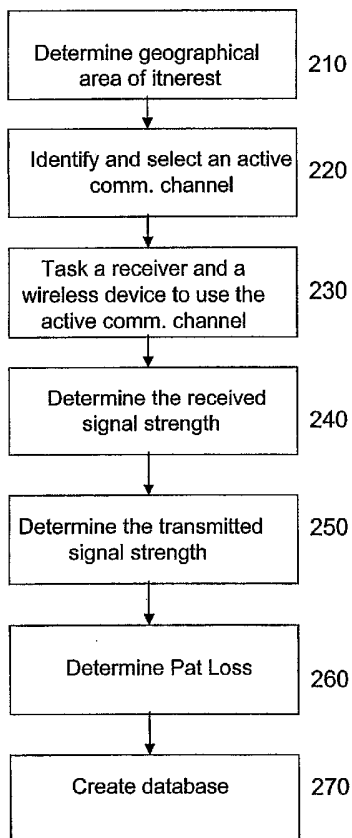 Determine geographical
area of itnerest
210
Identify and select an active
comm. channel
220
Task a receiver and a
wireless device to use the
active comm. channel
230
Determine the received
signal strength
240
Determine the transmitted
signal strength
250
Determine Pat Loss
260
Create database
270